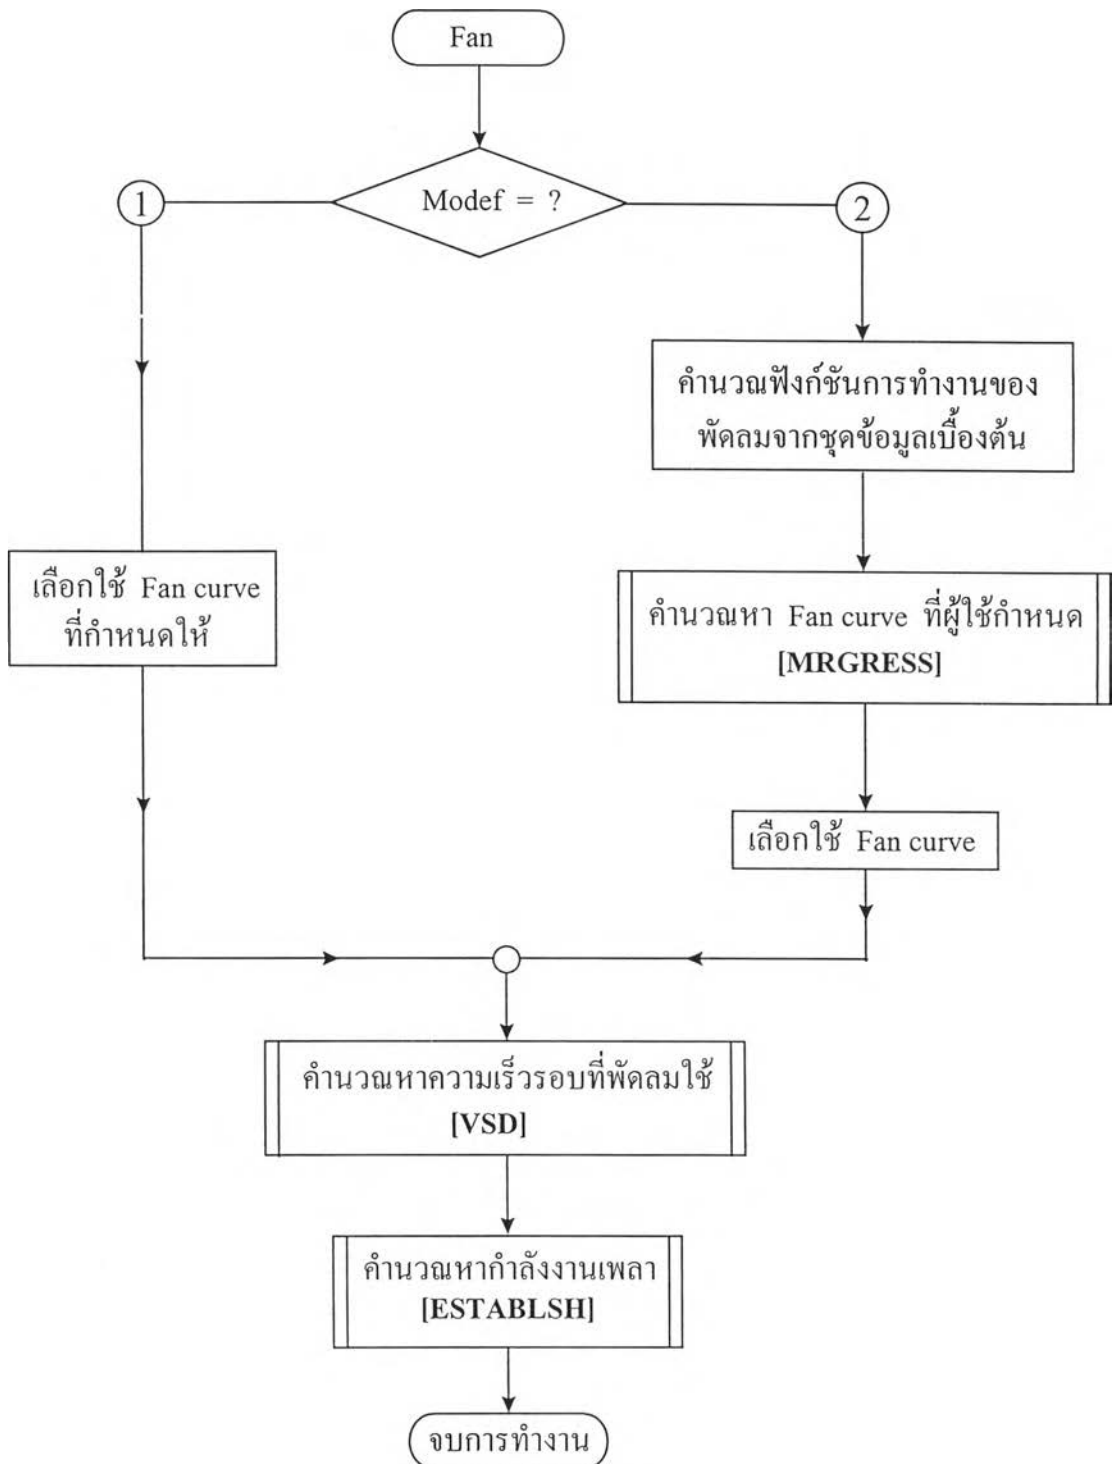 Fan
Modef = ?
1
2
คำนวณฟังก์ชันการทำงานของ
พัดลมจากชุดข้อมูลเบื้องต้น
เลือกใช้ Fan curve
ที่กำหนดให้
คำนวณหา Fan curve ที่ผู้ใช้กำหนด
[MRGRESS]
เลือกใช้ Fan curve
คำนวณหาความเร็วรอบที่พัดลมใช้
[VSD]
คำนวณหากำลังงานเพลา
[ESTABLSH]
จบการทำงาน